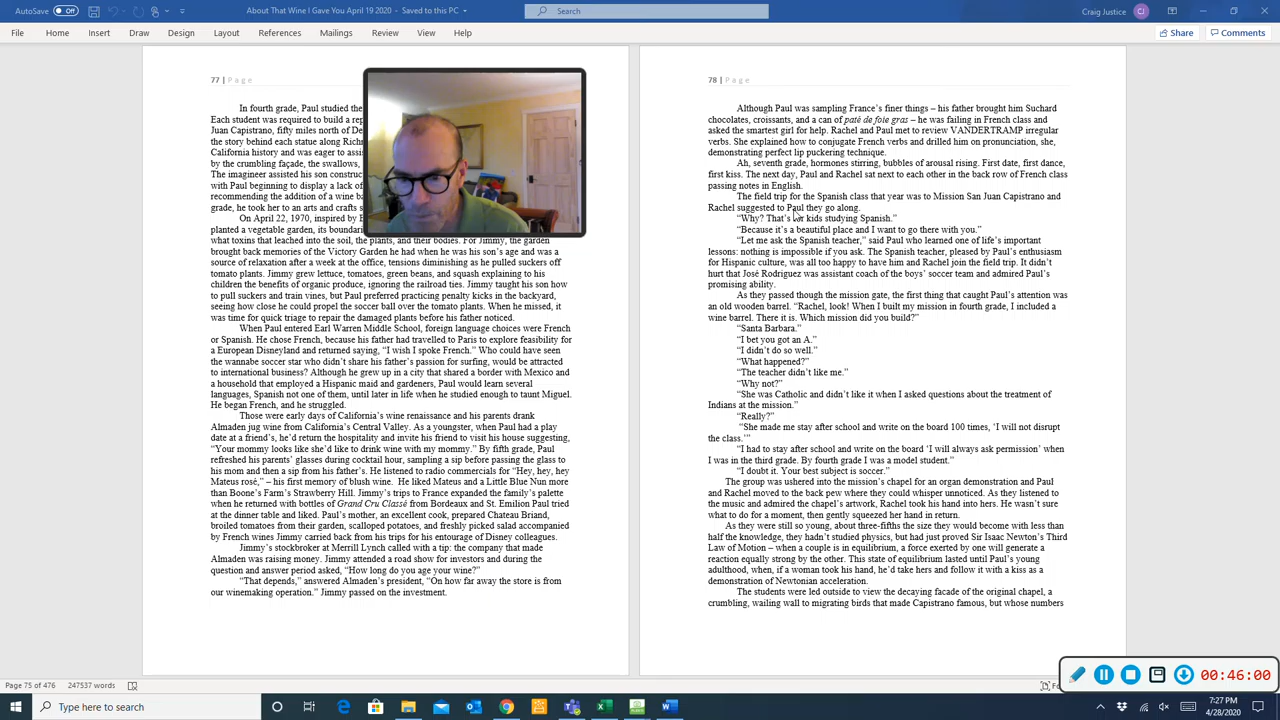 AutoSave Off About That Wine I Gave You April 19 2020 - Saved to this PC Search Craig Justice CJ
File Home Insert Draw Design Layout References Mailings Review View Help Share Comments
77 | Page
In fourth grade, Paul studied the
Each student was required to build a rep
Juan Capistrano, fifty miles north of De
the story behind each statue along Richm
California history and was eager to assis
by the crumbling façade, the swallows,
The imagineer assisted his son construc
with Paul beginning to display a lack of
recommending the addition of a wine ba
grade, he took her to an arts and crafts s
On April 22, 1970, inspired by E
planted a vegetable garden, its boundari
what toxins that leached into the soil, the plants, and their bodies. For Jimmy, the garden
brought back memories of the Victory Garden he had when he was his son's age and was a
source of relaxation after a week at the office, tensions diminishing as he pulled suckers off
tomato plants. Jimmy grew lettuce, tomatoes, green beans, and squash explaining to his
children the benefits of organic produce, ignoring the railroad ties. Jimmy taught his son how
to pull suckers and train vines, but Paul preferred practicing penalty kicks in the backyard,
seeing how close he could propel the soccer ball over the tomato plants. When he missed, it
was time for quick triage to repair the damaged plants before his father noticed.
When Paul entered Earl Warren Middle School, foreign language choices were French
or Spanish. He chose French, because his father had travelled to Paris to explore feasibility for
a European Disneyland and returned saying, "I wish I spoke French." Who could have seen
the wannabe soccer star who didn't share his father's passion for surfing, would be attracted
to international business? Although he grew up in a city that shared a border with Mexico and
a household that employed a Hispanic maid and gardeners, Paul would learn several
languages, Spanish not one of them, until later in life when he studied enough to taunt Miguel.
He began French, and he struggled.
Those were early days of California's wine renaissance and his parents drank
Almaden jug wine from California's Central Valley. As a youngster, when Paul had a play
date at a friend's, he'd return the hospitality and invite his friend to visit his house suggesting,
"Your mommy looks like she'd like to drink wine with my mommy." By fifth grade, Paul
refreshed his parents' glasses during cocktail hour, sampling a sip before passing the glass to
his mom and then a sip from his father's. He listened to radio commercials for "Hey, hey, hey
Mateus rosé," – his first memory of blush wine. He liked Mateus and a Little Blue Nun more
than Boone's Farm's Strawberry Hill. Jimmy's trips to France expanded the family's palette
when he returned with bottles of Grand Cru Classé from Bordeaux and St. Emilion Paul tried
at the dinner table and liked. Paul's mother, an excellent cook, prepared Chateau Briand,
broiled tomatoes from their garden, scalloped potatoes, and freshly picked salad accompanied
by French wines Jimmy carried back from his trips for his entourage of Disney colleagues.
Jimmy's stockbroker at Merrill Lynch called with a tip: the company that made
Almaden was raising money. Jimmy attended a road show for investors and during the
question and answer period asked, "How long do you age your wine?"
"That depends," answered Almaden's president, "On how far away the store is from
our winemaking operation." Jimmy passed on the investment.
78 | Page
Although Paul was sampling France's finer things – his father brought him Suchard
chocolates, croissants, and a can of paté de foie gras – he was failing in French class and
asked the smartest girl for help. Rachel and Paul met to review VANDERTRAMP irregular
verbs. She explained how to conjugate French verbs and drilled him on pronunciation, she,
demonstrating perfect lip puckering technique.
Ah, seventh grade, hormones stirring, bubbles of arousal rising. First date, first dance,
first kiss. The next day, Paul and Rachel sat next to each other in the back row of French class
passing notes in English.
The field trip for the Spanish class that year was to Mission San Juan Capistrano and
Rachel suggested to Paul they go along.
"Why? That's for kids studying Spanish."
"Because it's a beautiful place and I want to go there with you."
"Let me ask the Spanish teacher," said Paul who learned one of life's important
lessons: nothing is impossible if you ask. The Spanish teacher, pleased by Paul's enthusiasm
for Hispanic culture, was all too happy to have him and Rachel join the field trip. It didn't
hurt that José Rodriguez was assistant coach of the boys' soccer team and admired Paul's
promising ability.
As they passed though the mission gate, the first thing that caught Paul's attention was
an old wooden barrel. "Rachel, look! When I built my mission in fourth grade, I included a
wine barrel. There it is. Which mission did you build?"
"Santa Barbara."
"I bet you got an A."
"I didn't do so well."
"What happened?"
"The teacher didn't like me."
"Why not?"
"She was Catholic and didn't like it when I asked questions about the treatment of
Indians at the mission."
"Really?"
"She made me stay after school and write on the board 100 times, 'I will not disrupt
the class.'"
"I had to stay after school and write on the board 'I will always ask permission' when
I was in the third grade. By fourth grade I was a model student."
"I doubt it. Your best subject is soccer."
The group was ushered into the mission's chapel for an organ demonstration and Paul
and Rachel moved to the back pew where they could whisper unnoticed. As they listened to
the music and admired the chapel's artwork, Rachel took his hand into hers. He wasn't sure
what to do for a moment, then gently squeezed her hand in return.
As they were still so young, about three-fifths the size they would become with less than
half the knowledge, they hadn't studied physics, but had just proved Sir Isaac Newton's Third
Law of Motion – when a couple is in equilibrium, a force exerted by one will generate a
reaction equally strong by the other. This state of equilibrium lasted until Paul's young
adulthood, when, if a woman took his hand, he'd take hers and follow it with a kiss as a
demonstration of Newtonian acceleration.
The students were led outside to view the decaying facade of the original chapel, a
crumbling, wailing wall to migrating birds that made Capistrano famous, but whose numbers
00:46:00
Page 75 of 476 247537 words
Type here to search
7:27 PM
4/28/2020